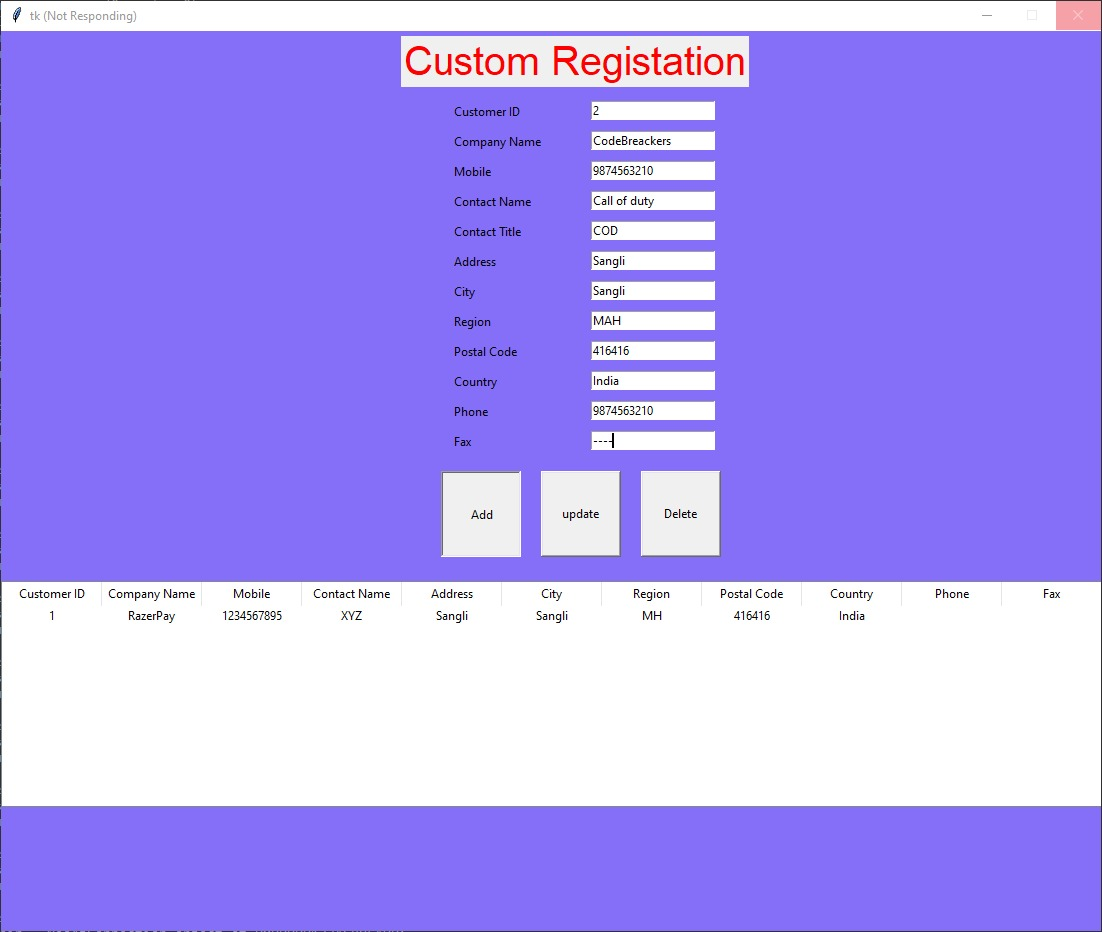 tk (Not Responding)
Custom Registation
Customer ID 2
Company Name CodeBreackers
Mobile 9874563210
Contact Name Call of duty
Contact Title COD
Address Sangli
City Sangli
Region MAH
Postal Code 416416
Country India
Phone 9874563210
Fax ----
Add update Delete
Customer ID Company Name Mobile Contact Name Address City Region Postal Code Country Phone Fax
1 RazerPay 1234567895 XYZ Sangli Sangli MH 416416 India